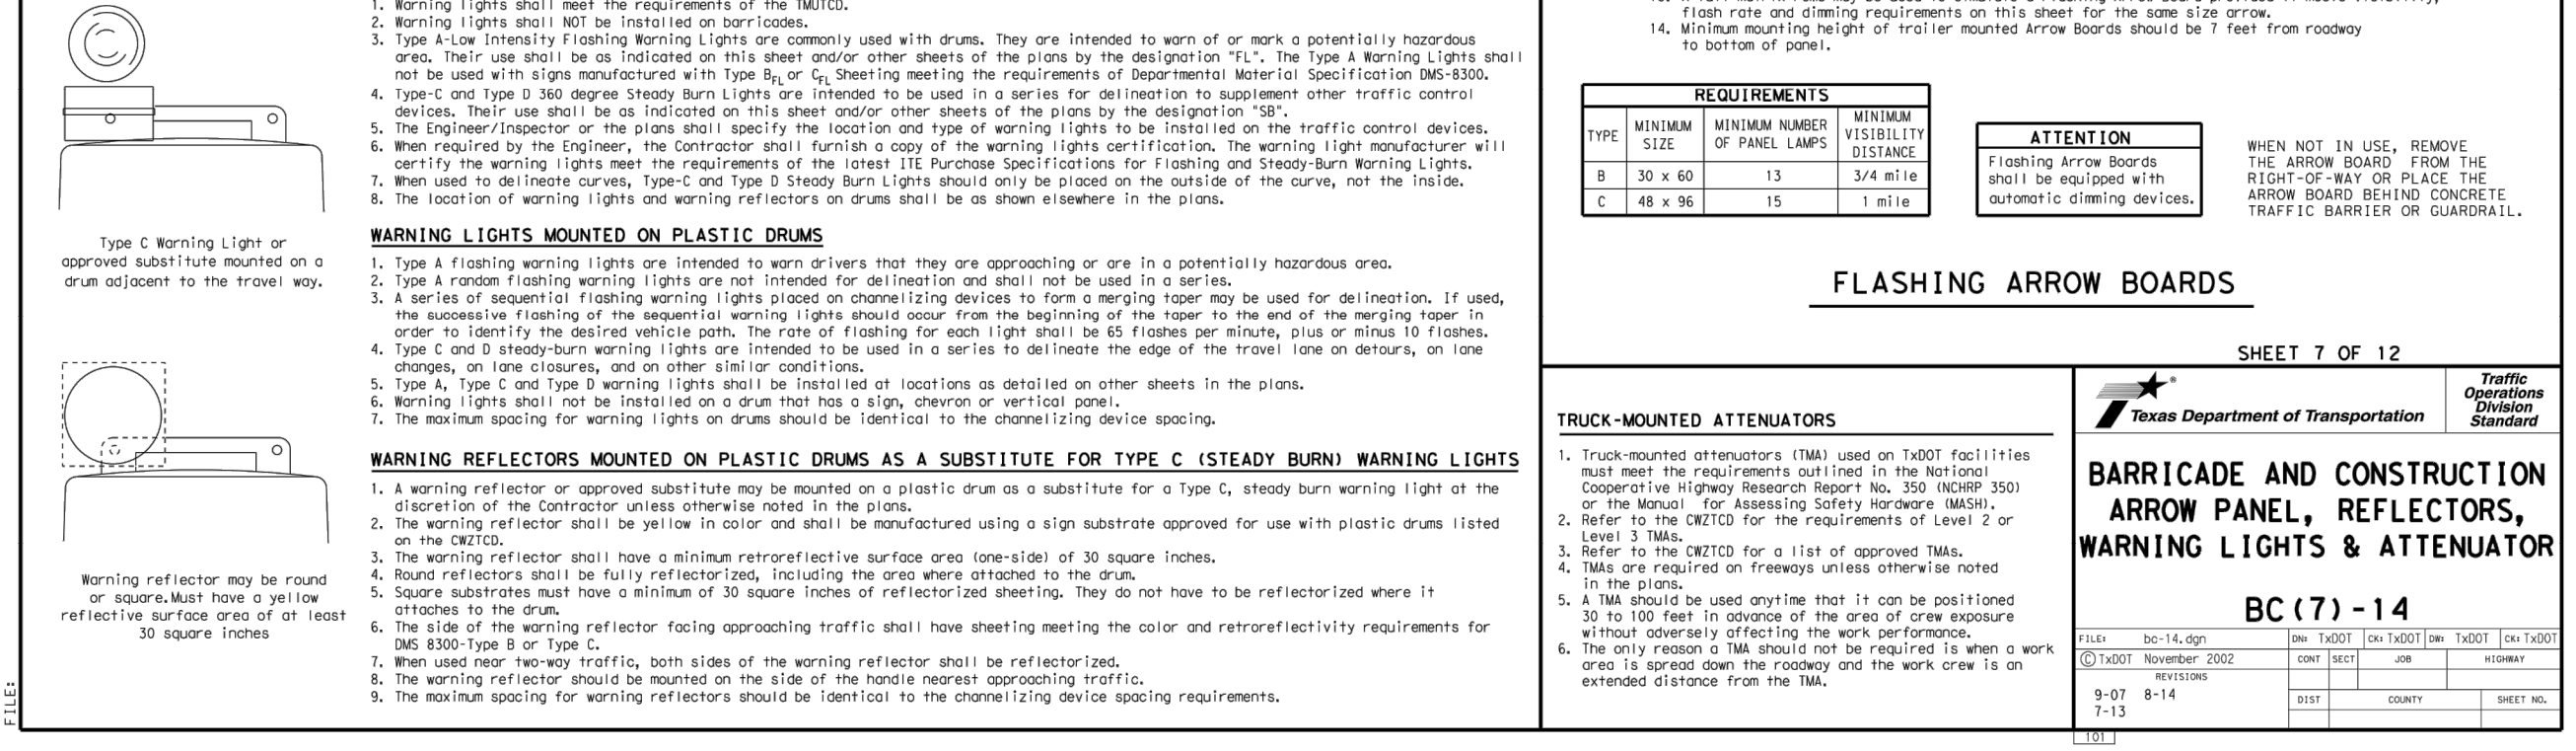 1. Warning lights shall meet the requirements of the TMUTCD.
2. Warning lights shall NOT be installed on barricades.
3. Type A-Low Intensity Flashing Warning Lights are commonly used with drums. They are intended to warn of or mark a potentially hazardous
area. Their use shall be as indicated on this sheet and/or other sheets of the plans by the designation "FL". The Type A Warning Lights shall
not be used with signs manufactured with Type BFL or CFL Sheeting meeting the requirements of Departmental Material Specification DMS-8300.
4. Type-C and Type D 360 degree Steady Burn Lights are intended to be used in a series for delineation to supplement other traffic control
devices. Their use shall be as indicated on this sheet and/or other sheets of the plans by the designation "SB".
5. The Engineer/Inspector or the plans shall specify the location and type of warning lights to be installed on the traffic control devices.
6. When required by the Engineer, the Contractor shall furnish a copy of the warning lights certification. The warning light manufacturer will
certify the warning lights meet the requirements of the latest ITE Purchase Specifications for Flashing and Steady-Burn Warning Lights.
7. When used to delineate curves, Type-C and Type D Steady Burn Lights should only be placed on the outside of the curve, not the inside.
8. The location of warning lights and warning reflectors on drums shall be as shown elsewhere in the plans.
Type C Warning Light or
approved substitute mounted on a
drum adjacent to the travel way.
WARNING LIGHTS MOUNTED ON PLASTIC DRUMS
1. Type A flashing warning lights are intended to warn drivers that they are approaching or are in a potentially hazardous area.
2. Type A random flashing warning lights are not intended for delineation and shall not be used in a series.
3. A series of sequential flashing warning lights placed on channelizing devices to form a merging taper may be used for delineation. If used,
the successive flashing of the sequential warning lights should occur from the beginning of the taper to the end of the merging taper in
order to identify the desired vehicle path. The rate of flashing for each light shall be 65 flashes per minute, plus or minus 10 flashes.
4. Type C and D steady-burn warning lights are intended to be used in a series to delineate the edge of the travel lane on detours, on lane
changes, on lane closures, and on other similar conditions.
5. Type A, Type C and Type D warning lights shall be installed at locations as detailed on other sheets in the plans.
6. Warning lights shall not be installed on a drum that has a sign, chevron or vertical panel.
7. The maximum spacing for warning lights on drums should be identical to the channelizing device spacing.
WARNING REFLECTORS MOUNTED ON PLASTIC DRUMS AS A SUBSTITUTE FOR TYPE C (STEADY BURN) WARNING LIGHTS
1. A warning reflector or approved substitute may be mounted on a plastic drum as a substitute for a Type C, steady burn warning light at the
discretion of the Contractor unless otherwise noted in the plans.
2. The warning reflector shall be yellow in color and shall be manufactured using a sign substrate approved for use with plastic drums listed
on the CWZTCD.
3. The warning reflector shall have a minimum retroreflective surface area (one-side) of 30 square inches.
4. Round reflectors shall be fully reflectorized, including the area where attached to the drum.
5. Square substrates must have a minimum of 30 square inches of reflectorized sheeting. They do not have to be reflectorized where it
attaches to the drum.
6. The side of the warning reflector facing approaching traffic shall have sheeting meeting the color and retroreflectivity requirements for
DMS 8300-Type B or Type C.
7. When used near two-way traffic, both sides of the warning reflector shall be reflectorized.
8. The warning reflector should be mounted on the side of the handle nearest approaching traffic.
9. The maximum spacing for warning reflectors should be identical to the channelizing device spacing requirements.
Warning reflector may be round
or square.Must have a yellow
reflective surface area of at least
30 square inches
FILE:
flash rate and dimming requirements on this sheet for the same size arrow.
14. Minimum mounting height of trailer mounted Arrow Boards should be 7 feet from roadway
to bottom of panel.
REQUIREMENTS
TYPE MINIMUM SIZE MINIMUM NUMBER OF PANEL LAMPS MINIMUM VISIBILITY DISTANCE
B 30 x 60 13 3/4 mile
C 48 x 96 15 1 mile
ATTENTION
Flashing Arrow Boards
shall be equipped with
automatic dimming devices.
WHEN NOT IN USE, REMOVE
THE ARROW BOARD FROM THE
RIGHT-OF-WAY OR PLACE THE
ARROW BOARD BEHIND CONCRETE
TRAFFIC BARRIER OR GUARDRAIL.
FLASHING ARROW BOARDS
SHEET 7 OF 12
TRUCK-MOUNTED ATTENUATORS
1. Truck-mounted attenuators (TMA) used on TxDOT facilities
must meet the requirements outlined in the National
Cooperative Highway Research Report No. 350 (NCHRP 350)
or the Manual for Assessing Safety Hardware (MASH).
2. Refer to the CWZTCD for the requirements of Level 2 or
Level 3 TMAs.
3. Refer to the CWZTCD for a list of approved TMAs.
4. TMAs are required on freeways unless otherwise noted
in the plans.
5. A TMA should be used anytime that it can be positioned
30 to 100 feet in advance of the area of crew exposure
without adversely affecting the work performance.
6. The only reason a TMA should not be required is when a work
area is spread down the roadway and the work crew is an
extended distance from the TMA.
® Texas Department of Transportation
Traffic
Operations
Division
Standard
BARRICADE AND CONSTRUCTION
ARROW PANEL, REFLECTORS,
WARNING LIGHTS & ATTENUATOR
BC(7)-14
FILE: bc-14.dgn DN: TxDOT CK: TxDOT DW: TxDOT CK: TxDOT
© TxDOT November 2002 CONT SECT JOB HIGHWAY
REVISIONS
9-07 8-14
7-13
DIST COUNTY SHEET NO.
101